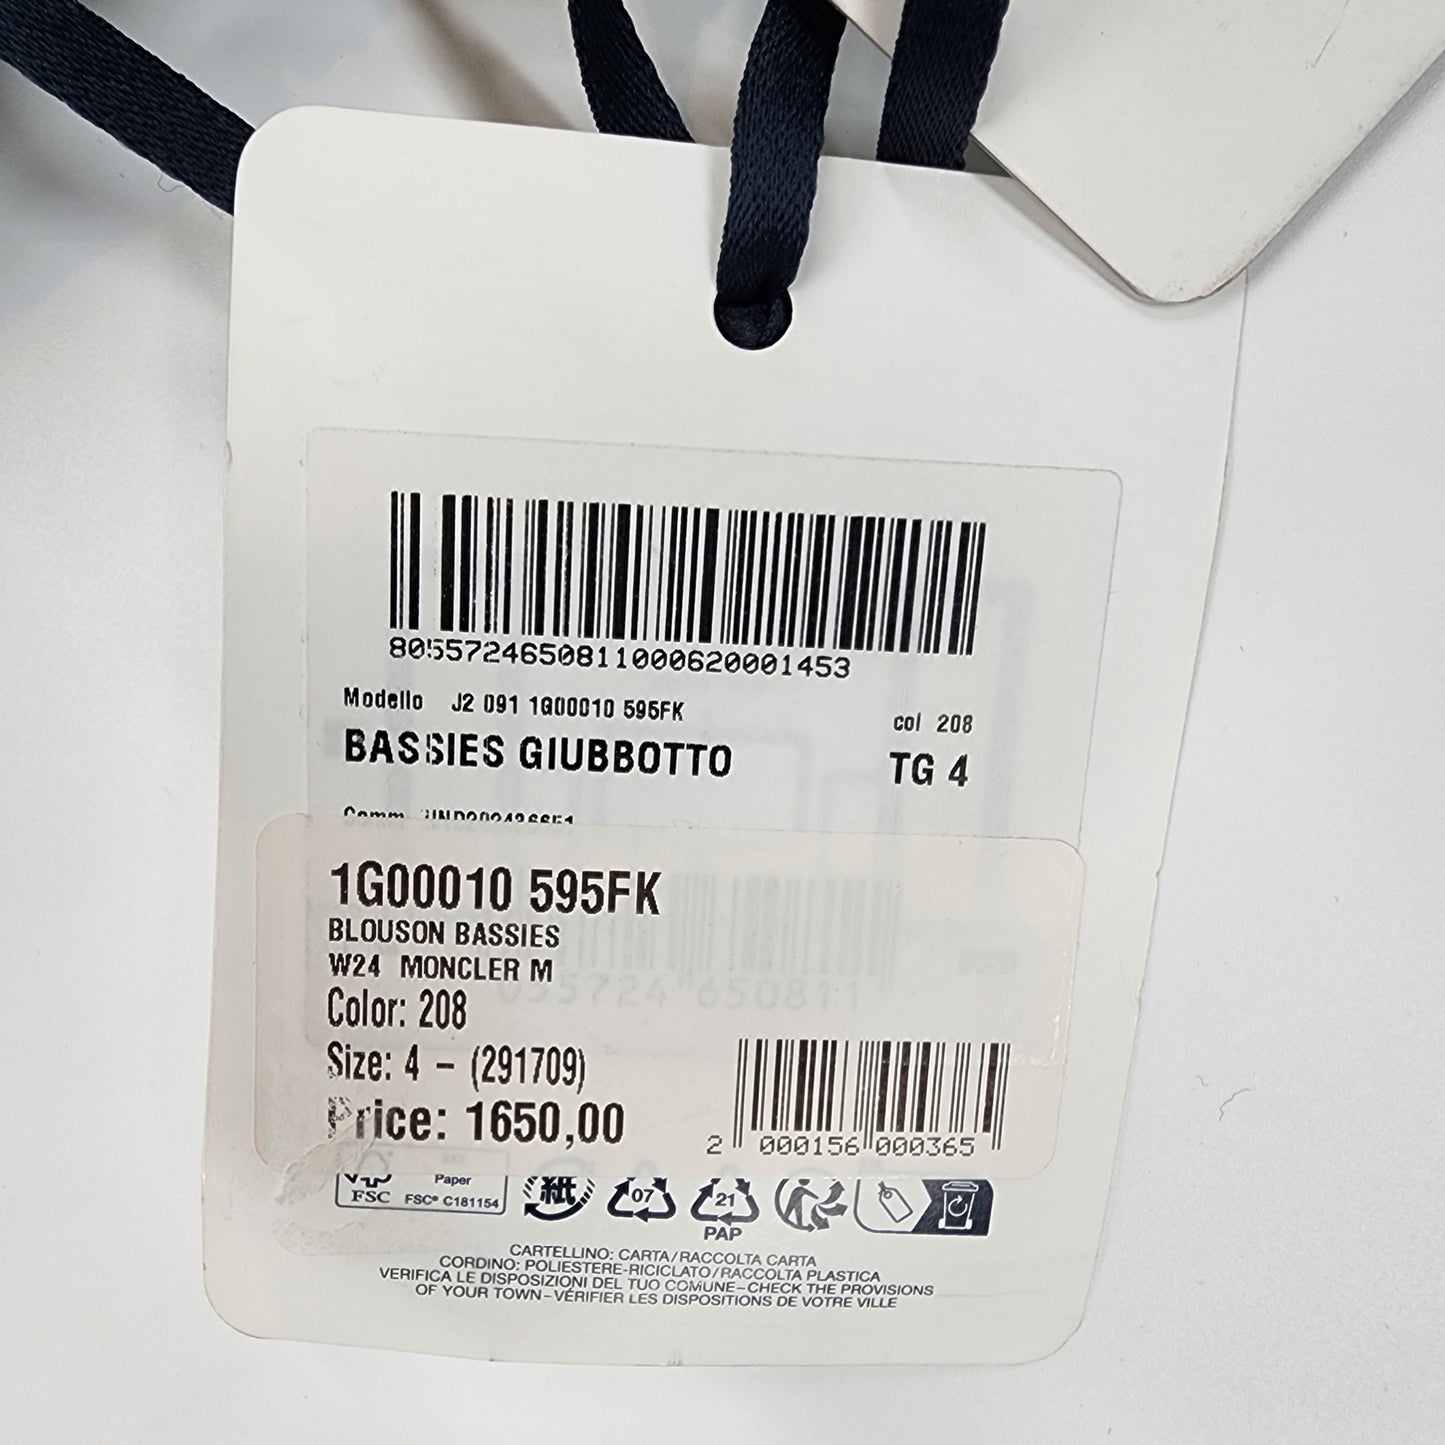 8055724650811000620001453
Modello J2 091 1G00010 595FK col 208
BASSIES GIUBBOTTO TG 4
1G00010 595FK
BLOUSON BASSIES
W24 MONCLER M
Color: 208
Size: 4 - (291709)
Price: 1650,00
2 000156 000365
Paper
FSC FSC® C181154
紙
07
21
PAP
CARTELLINO: CARTA/RACCOLTA CARTA
CORDINO: POLIESTERE-RICICLATO/RACCOLTA PLASTICA
VERIFICA LE DISPOSIZIONI DEL TUO COMUNE-CHECK THE PROVISIONS
OF YOUR TOWN-VÉRIFIER LES DISPOSITIONS DE VOTRE VILLE